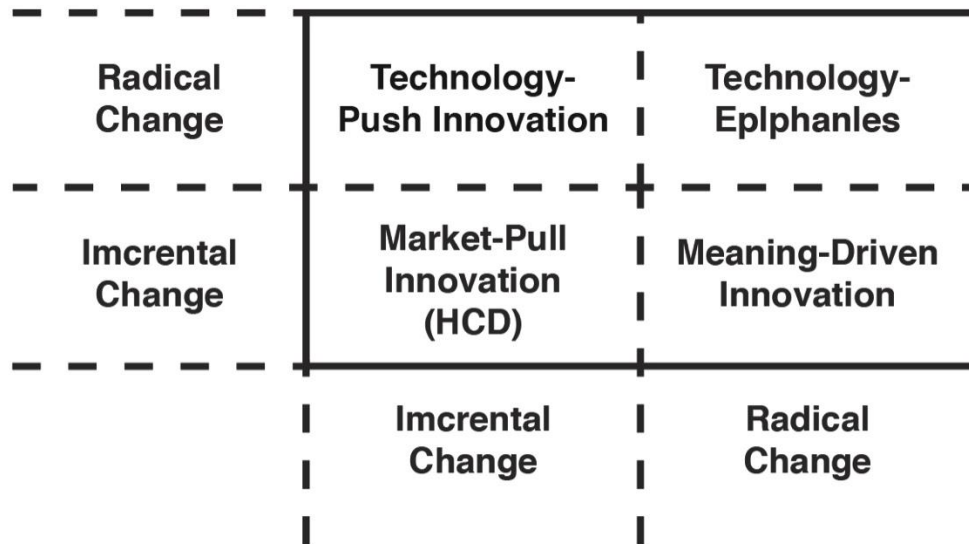 Radical
Change
Technology-
Push Innovation
Technology-
Eplphanles
Imcrental
Change
Market-Pull
Innovation
(HCD)
Meaning-Driven
Innovation
Imcrental
Change
Radical
Change